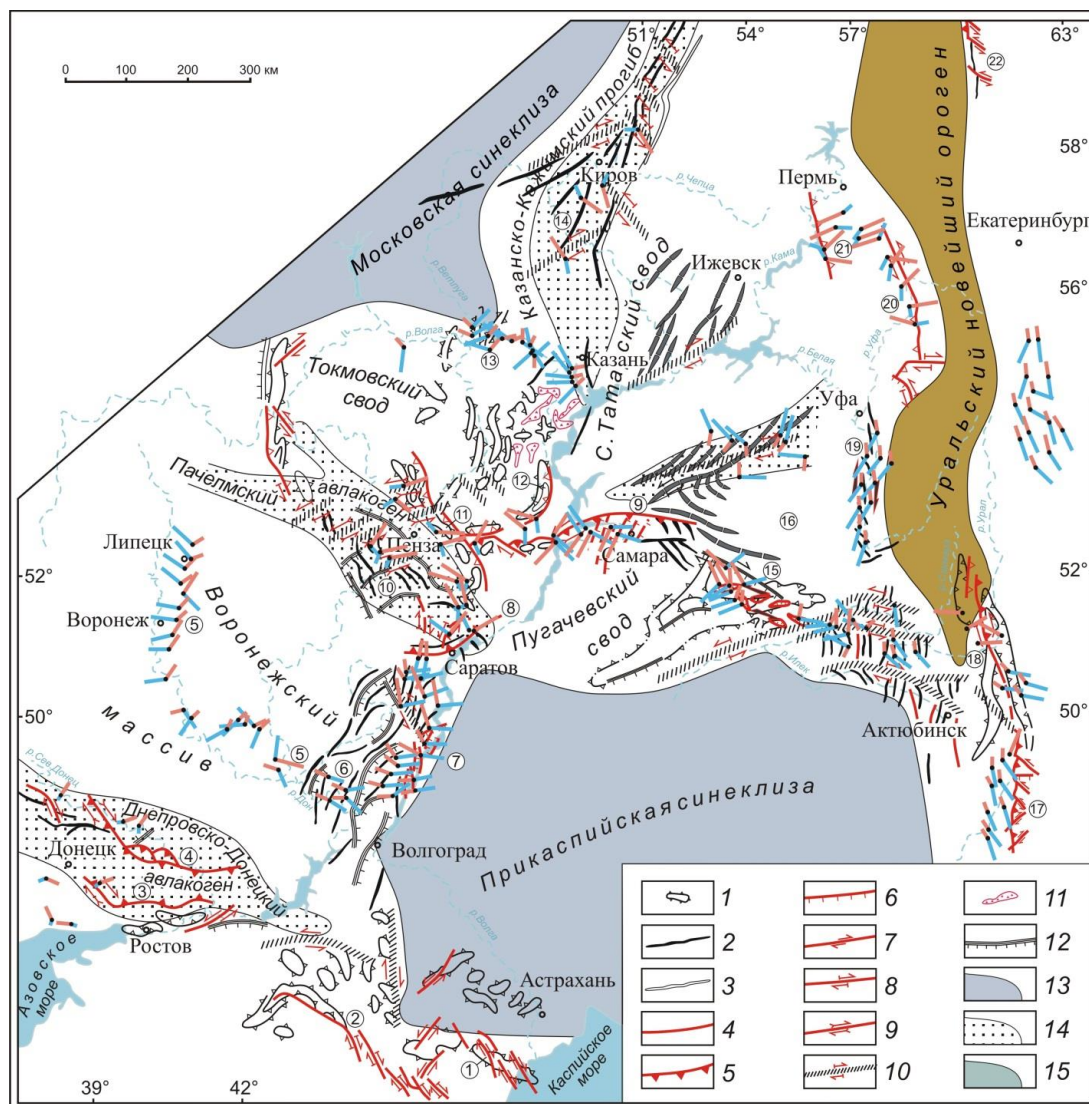 51°
54°
57°
63°
0 100 200 300 км
22
Московская синеклиза
Казанско-Кажимский прогиб
58°
Киров
р.Чепца
Пермь
14
Екатеринбург
21
р.Ветлуга
С. Татарский свод
Ижевск
р.Кама
56°
20
р.Волга
13
Казань
р.Белая
р.Уфа
Уральский новейший ороген
Токмовский
свод
Уфа
19
Пачелмский
авлакоген
12
9
16
11
Липецк
Пенза
Самара
р.Урал
52°
52°
10
15
Воронеж
5
8
Пугачевский
свод
Саратов
18
Воронежский
массив
р.Илек
50°
50°
Актюбинск
5
6
7
р.Сев.Донец
р.Дон
17
Днепровско-Донецкий
авлакоген
Донецк
4
3
Волгоград
Прикаспийская синеклиза
Ростов
р.Волга
Азовское
море
Астрахань
2
1
Каспийское
море
39°
42°
1
6
11
2
7
12
3
8
13
4
9
14
5
10
15